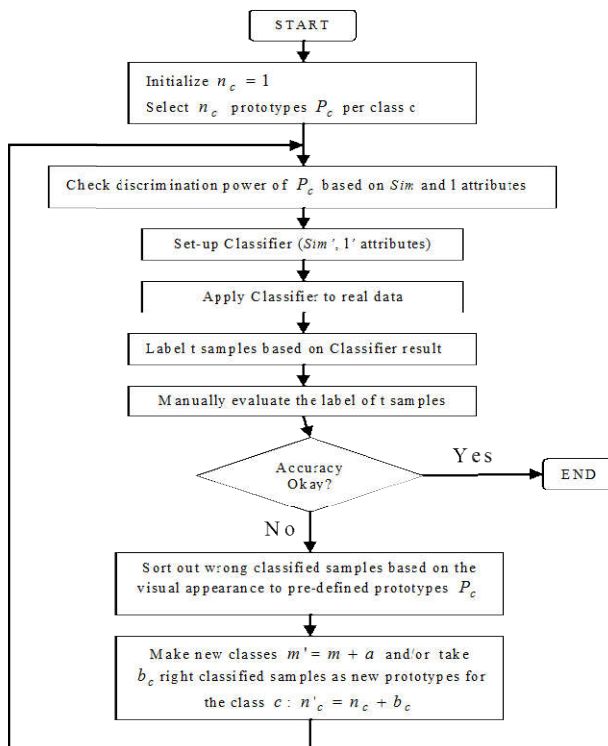 START
Initialize n_c = 1
Select n_c prototypes P_c per class c
Check discrimination power of P_c based on Sim and l attributes
Set-up Classifier (Sim', l' attributes)
Apply Classifier to real data
Label t samples based on Classifier result
Manually evaluate the label of t samples
Accuracy
Okay?
Yes
END
No
Sort out wrong classified samples based on the
visual appearance to pre-defined prototypes P_c
Make new classes m' = m + a and/or take
b_c right classified samples as new prototypes for
the class c : n'_c = n_c + b_c